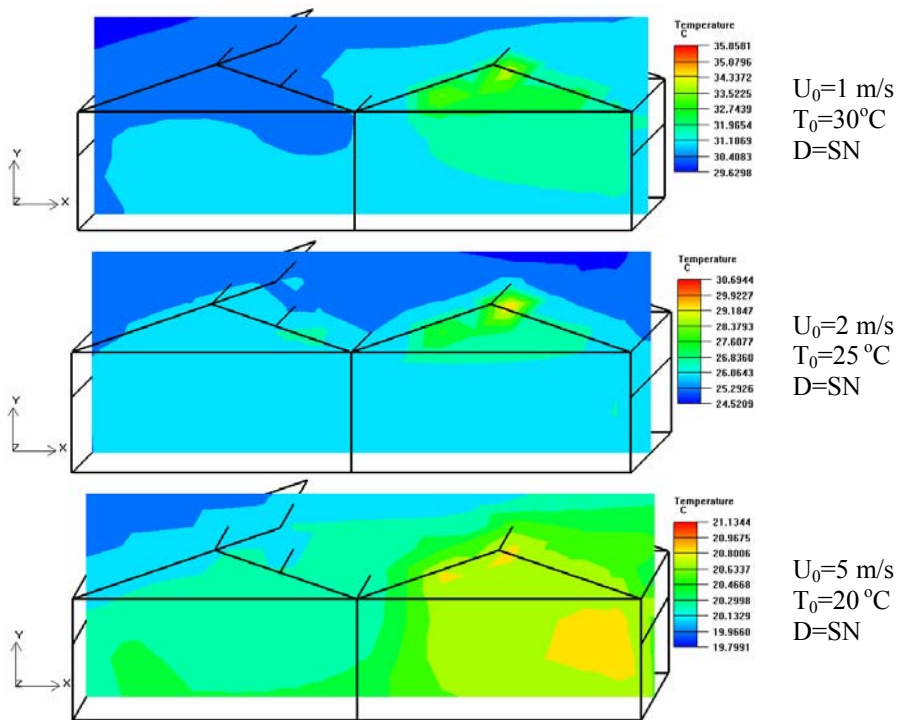 Temperature
C
35.8581
35.0796
34.3372
33.5225
32.7439
31.9654
31.1869
30.4083
29.6298
Y
Z
X
U₀=1 m/s
T₀=30°C
D=SN
Temperature
C
30.6944
29.9227
29.1847
28.3793
27.6077
26.8360
26.0643
25.2926
24.5209
Y
Z
X
U₀=2 m/s
T₀=25 °C
D=SN
Temperature
C
21.1344
20.9675
20.8006
20.6337
20.4668
20.2998
20.1329
19.9660
19.7991
Y
Z
X
U₀=5 m/s
T₀=20 °C
D=SN